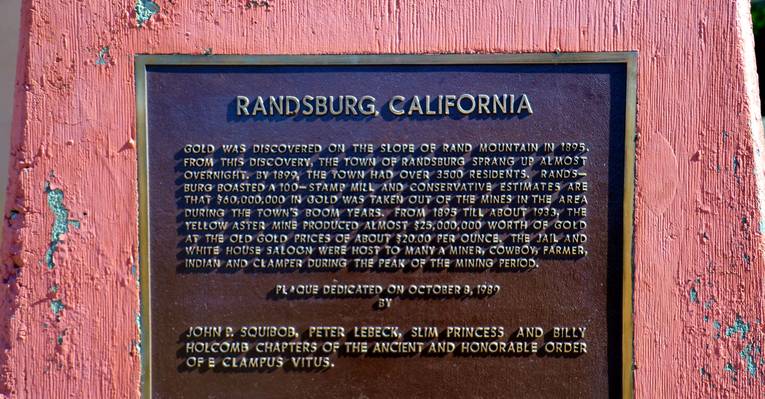 RANDSBURG, CALIFORNIA
GOLD WAS DISCOVERED ON THE SLOPE OF RAND MOUNTAIN IN 1895.
FROM THIS DISCOVERY, THE TOWN OF RANDSBURG SPRANG UP ALMOST
OVERNIGHT. BY 1899, THE TOWN HAD OVER 3500 RESIDENTS. RANDS-
BURG BOASTED A 100-STAMP MILL AND CONSERVATIVE ESTIMATES ARE
THAT $60,000,000 IN GOLD WAS TAKEN OUT OF THE MINES IN THE AREA
DURING THE TOWN'S BOOM YEARS. FROM 1895 TILL ABOUT 1933, THE
YELLOW ASTER MINE PRODUCED ALMOST $25,000,000 WORTH OF GOLD
AT THE OLD GOLD PRICES OF ABOUT $20.00 PER OUNCE. THE JAIL AND
WHITE HOUSE SALOON WERE HOST TO MANY A MINER, COWBOY, FARMER,
INDIAN AND CLAMPER DURING THE PEAK OF THE MINING PERIOD.
PLAQUE DEDICATED ON OCTOBER 8, 1989
BY
JOHN P. SQUIBOB, PETER LEBECK, SLIM PRINCESS AND BILLY
HOLCOMB CHAPTERS OF THE ANCIENT AND HONORABLE ORDER
OF E CLAMPUS VITUS.